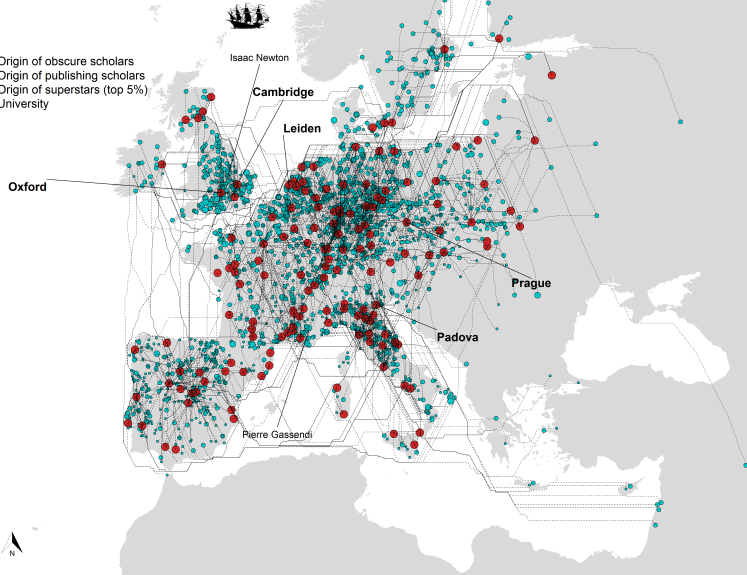 Origin of obscure scholars
Origin of publishing scholars
Origin of superstars (top 5%)
University
Isaac Newton
Cambridge
Leiden
Oxford
Prague
Padova
Pierre Gassendi
N